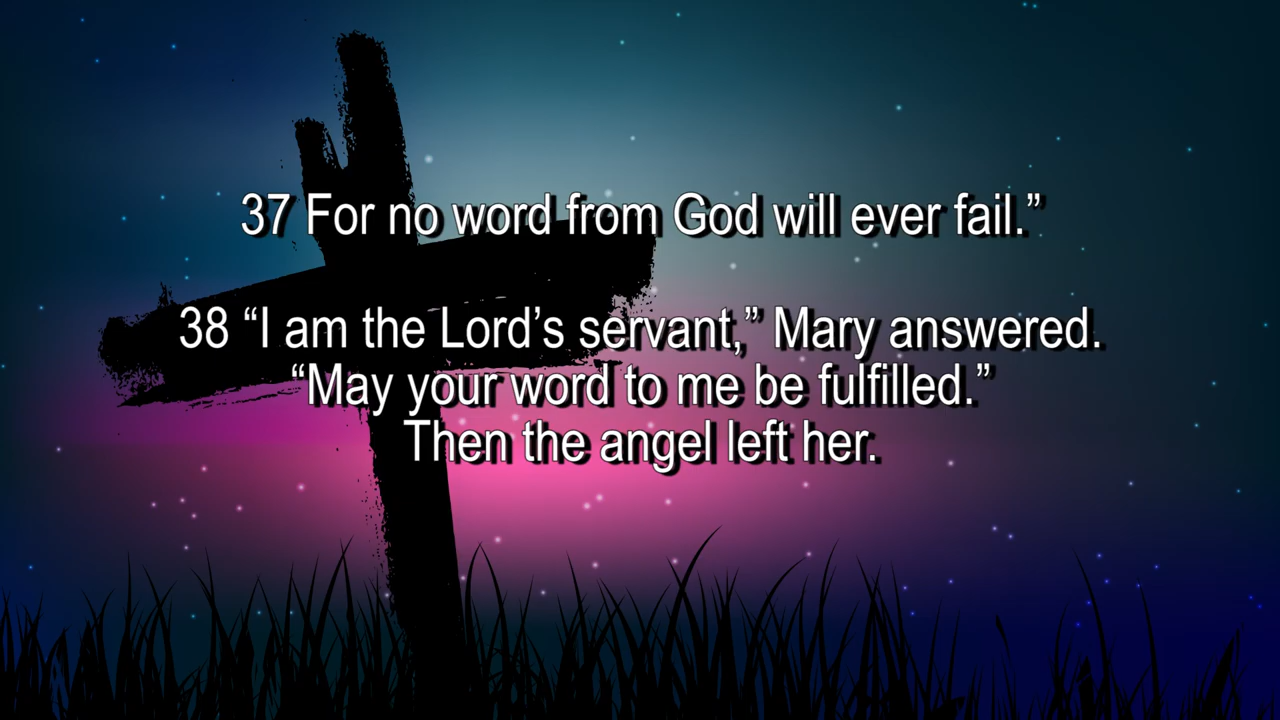 37 For no word from God will ever fail.”
38 “I am the Lord’s servant,” Mary answered.
“May your word to me be fulfilled.”
Then the angel left her.